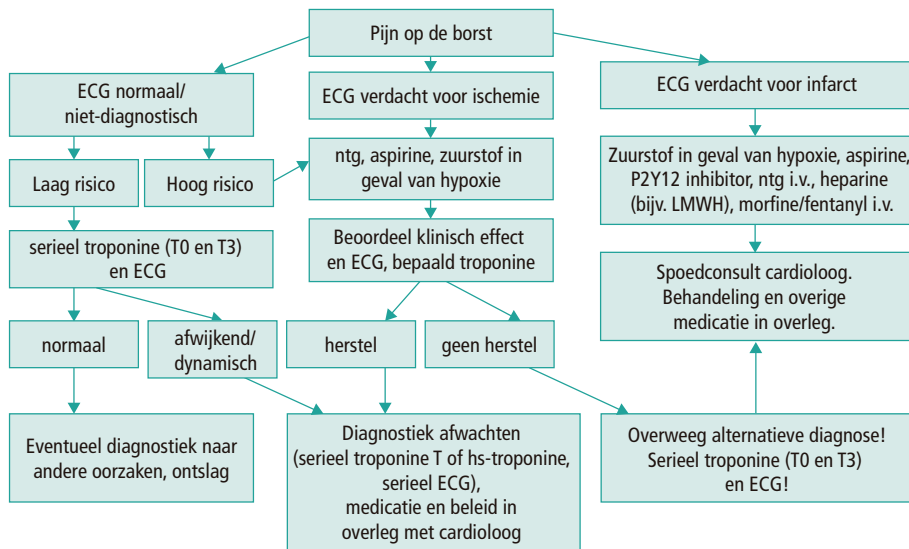 Pijn op de borst
ECG normaal/
niet-diagnostisch
ECG verdacht voor ischemie
ECG verdacht voor infarct
Laag risico
Hoog risico
ntg, aspirine, zuurstof in
geval van hypoxie
Zuurstof in geval van hypoxie, aspirine,
P2Y12 inhibitor, ntg i.v., heparine
(bijv. LMWH), morfine/fentanyl i.v.
serieel troponine (T0 en T3)
en ECG
Beoordeel klinisch effect
en ECG, bepaald troponine
Spoedconsult cardioloog.
Behandeling en overige
medicatie in overleg.
normaal
afwijkend/
dynamisch
herstel
geen herstel
Eventueel diagnostiek naar
andere oorzaken, ontslag
Diagnostiek afwachten
(serieel troponine T of hs-troponine,
serieel ECG),
medicatie en beleid in
overleg met cardioloog
Overweeg alternatieve diagnose!
Serieel troponine (T0 en T3)
en ECG!